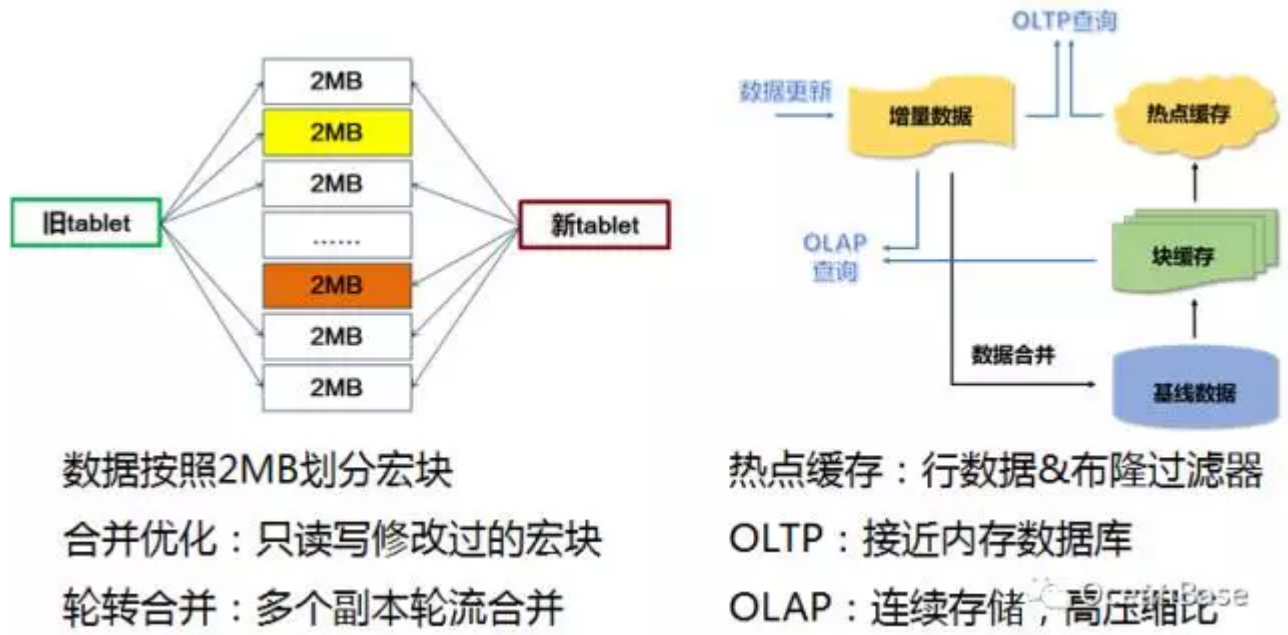 2MB
2MB
2MB
旧tablet
新tablet
......
2MB
2MB
2MB
数据按照2MB划分宏块
合并优化：只读写修改过的宏块
轮转合并：多个副本轮流合并
OLTP查询
数据更新
增量数据
热点缓存
OLAP
查询
块缓存
数据合并
基线数据
热点缓存：行数据&布隆过滤器
OLTP：接近内存数据库
OLAP：连续存储，高压缩比
OceanBase